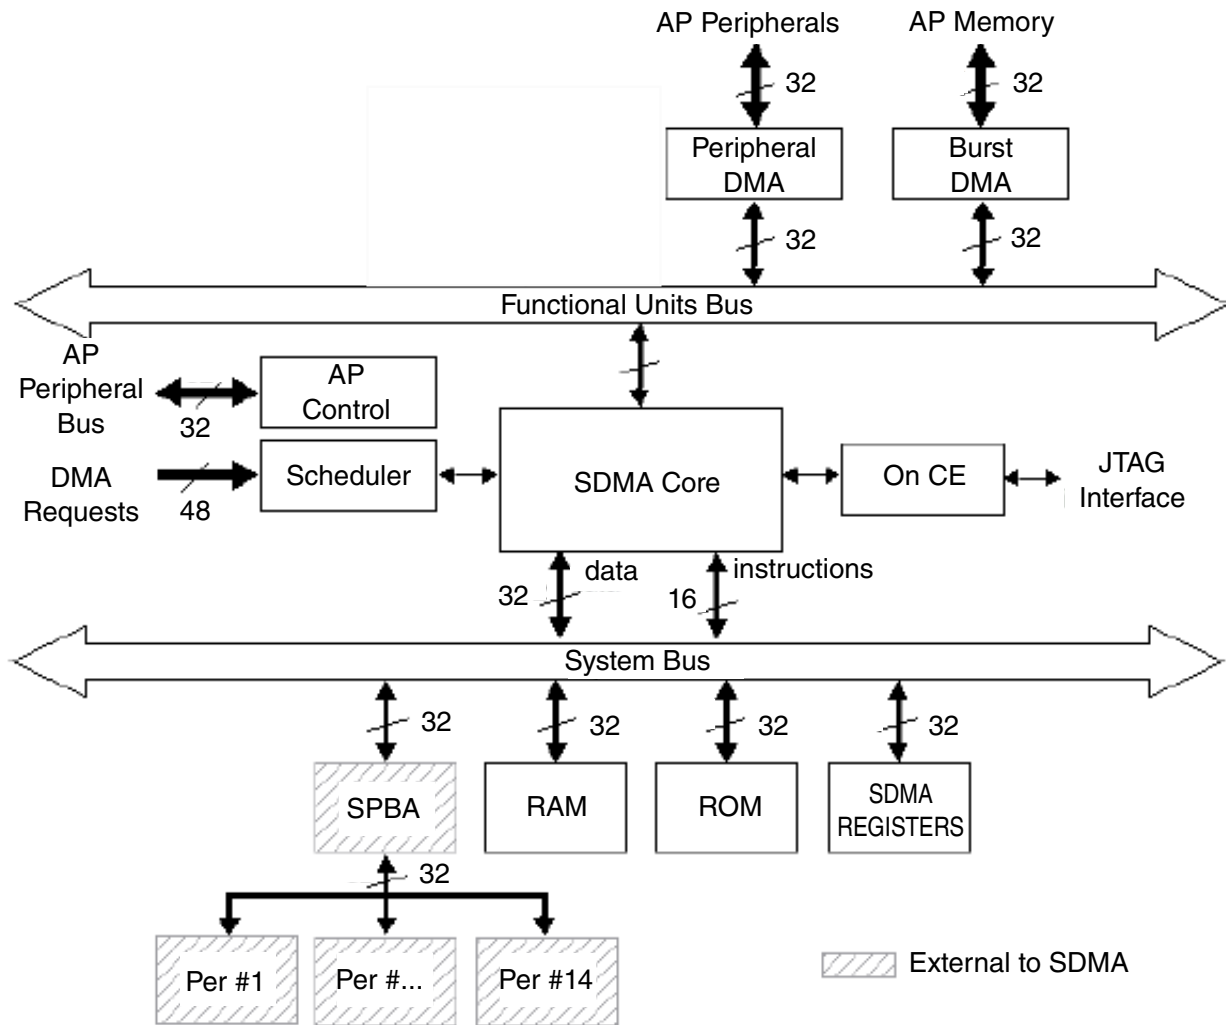 AP Peripherals
AP Memory
32
32
Peripheral
DMA
Burst
DMA
32
32
Functional Units Bus
AP
Peripheral
Bus
32
AP
Control
DMA
Requests
48
Scheduler
SDMA Core
On CE
JTAG
Interface
data
instructions
32
16
System Bus
32
32
32
32
SPBA
RAM
ROM
SDMA
REGISTERS
32
Per #1
Per #...
Per #14
External to SDMA